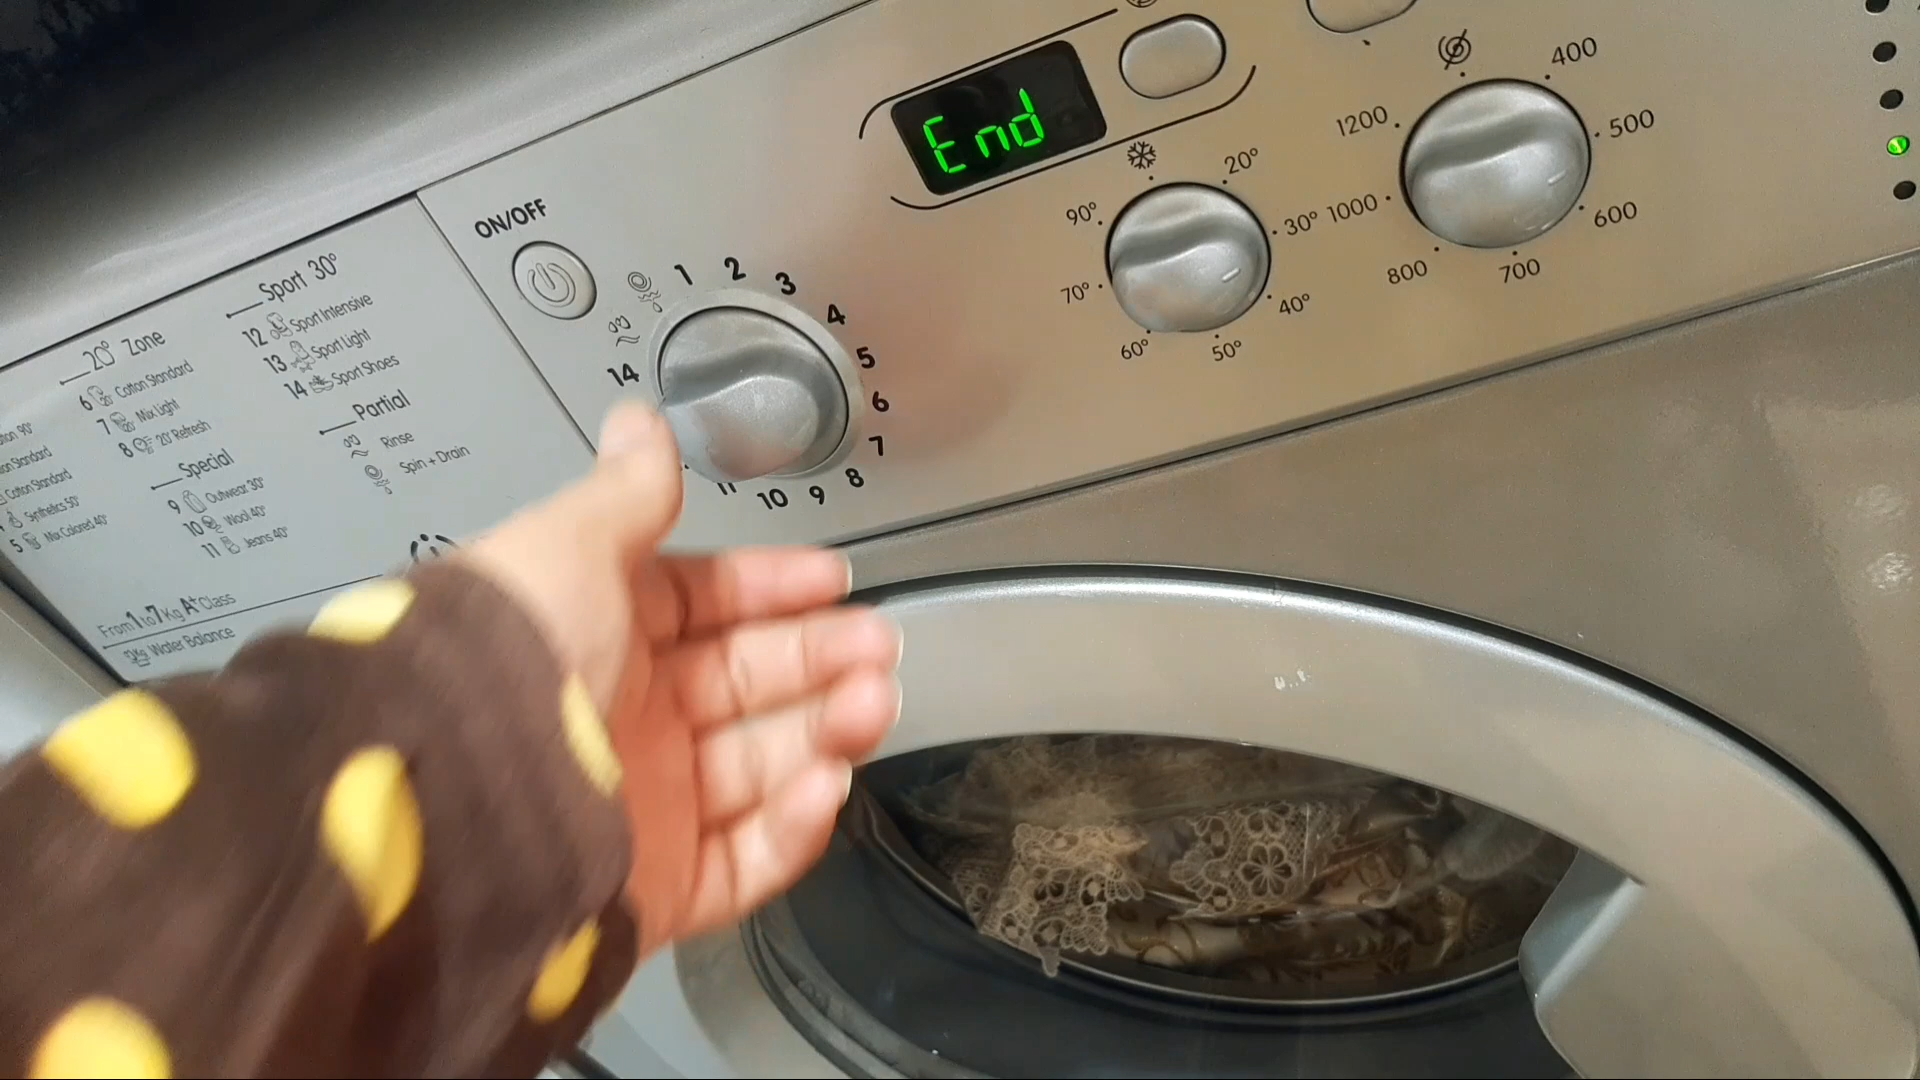 End
400
1200
500
20°
1000
30°
90°
600
ON/OFF
800
700
40°
70°
60°
50°
1
2
3
4
5
6
7
8
9
10
11
14
Sport 30°
12 Sport Intensive
13 Sport Light
14 Sport Shoes
20° Zone
6 Cotton Standard
7 Mix Light
8 20' Refresh
Partial
Rinse
Spin + Drain
Special
9 Outwear 30°
10 Wool 40°
11 Jeans 40°
Cotton Standard
Synthetics 50°
5 Mix Colored 40°
From 1 to 7 Kg A+ Class
Water Balance